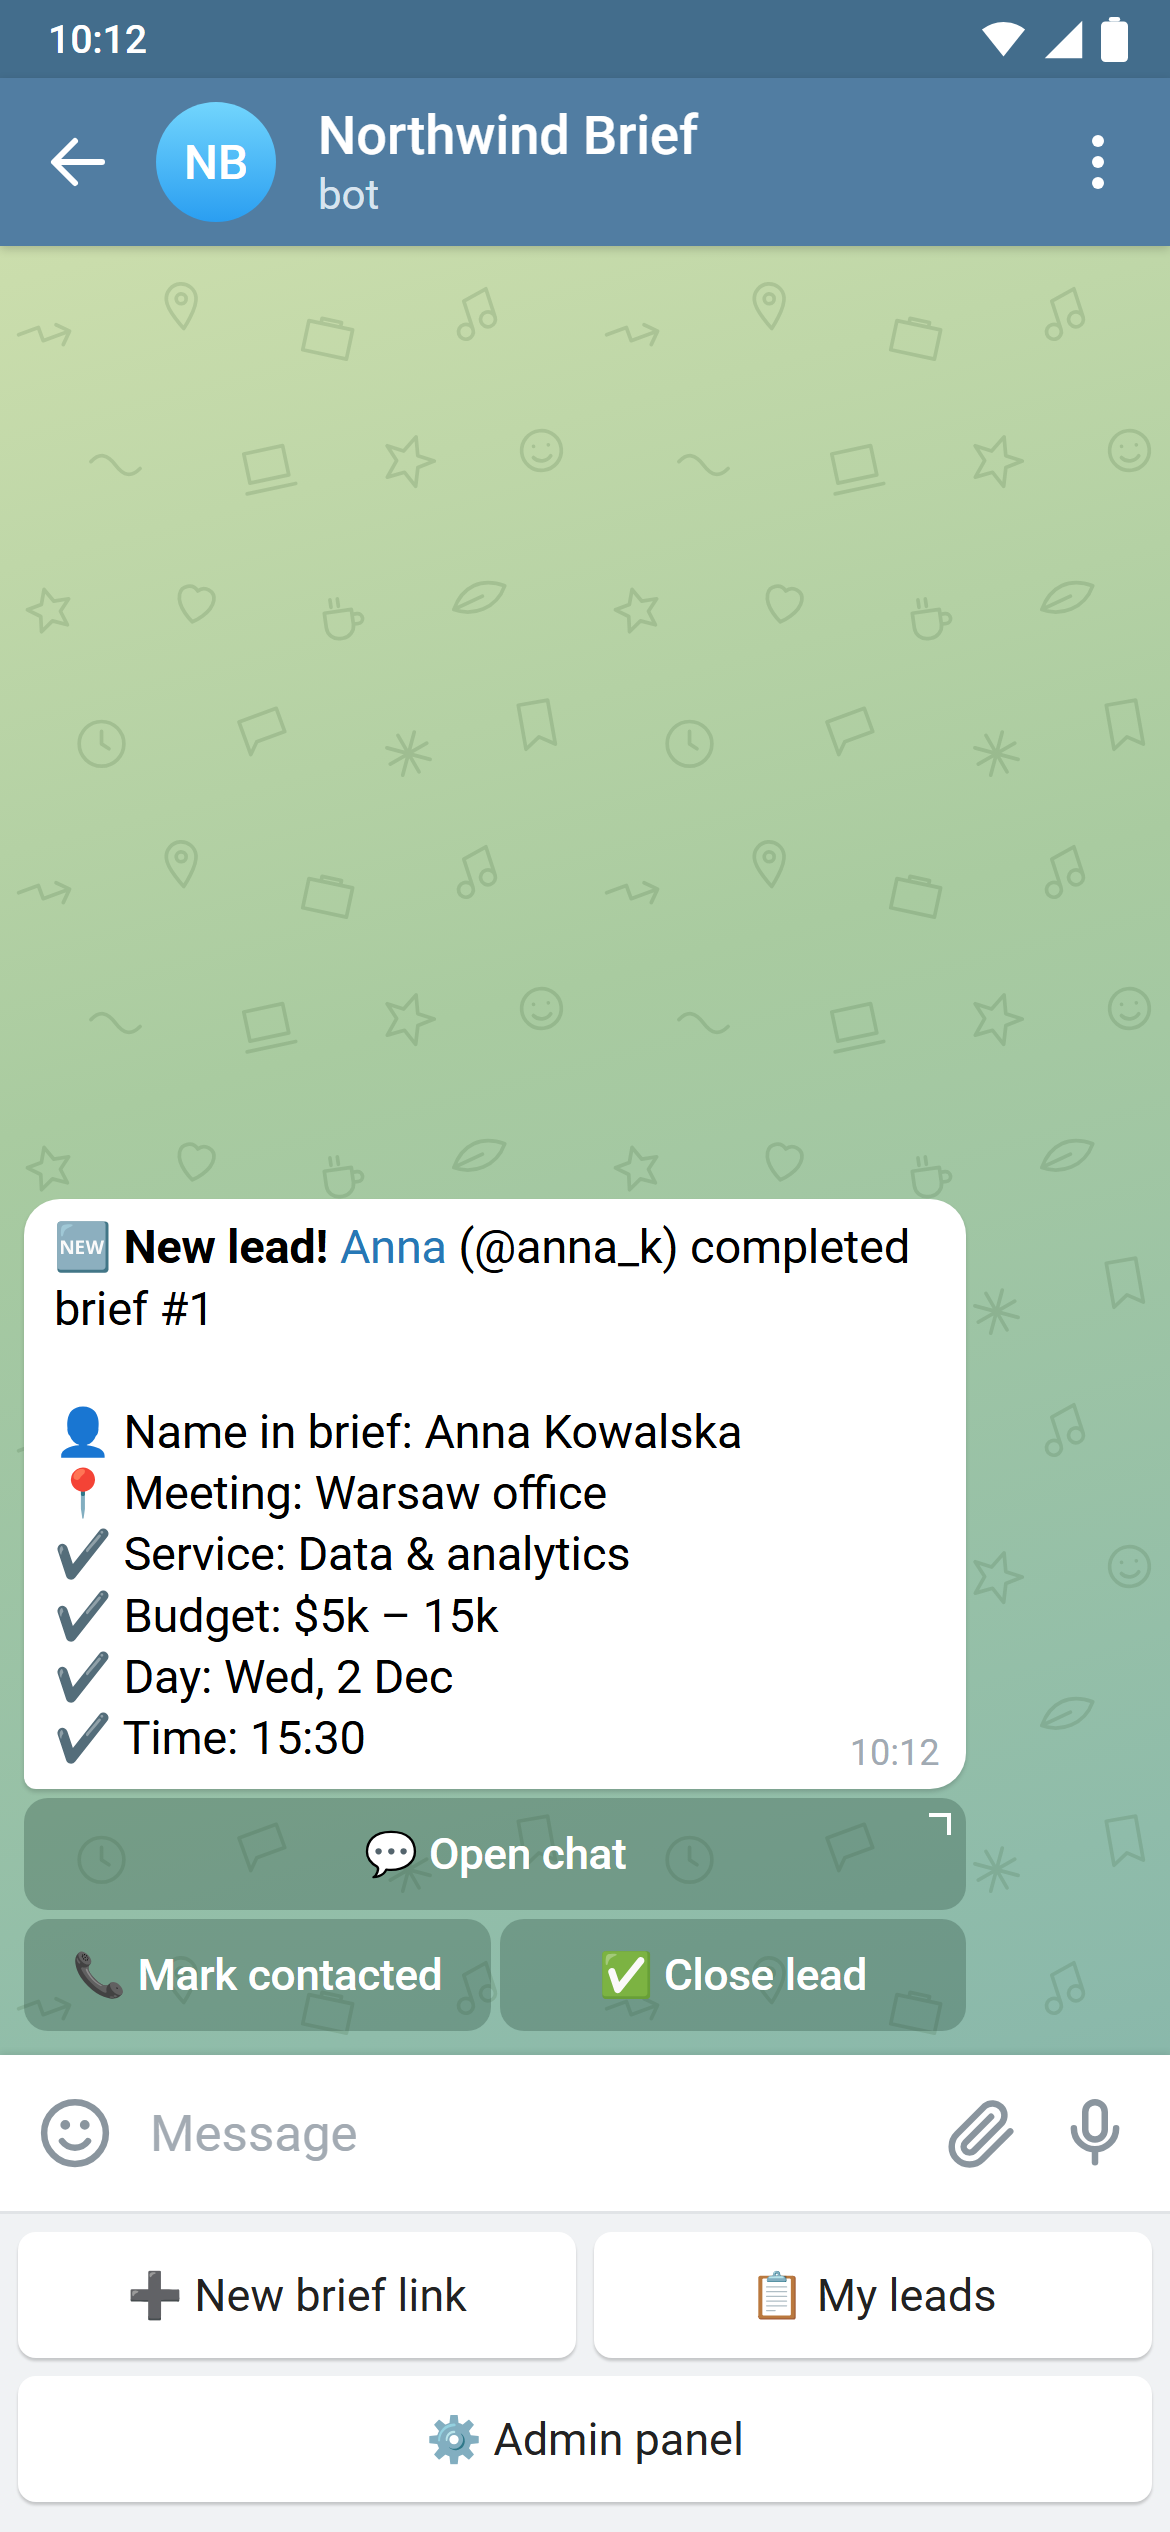 10:12
NB
Northwind Brief
bot
🆕 New lead! Anna (@anna_k) completed
brief #1
👤 Name in brief: Anna Kowalska
📍 Meeting: Warsaw office
✔️ Service: Data & analytics
✔️ Budget: $5k – 15k
✔️ Day: Wed, 2 Dec
✔️ Time: 15:30
10:12
💬 Open chat
📞 Mark contacted
✅ Close lead
Message
➕ New brief link
📋 My leads
⚙️ Admin panel